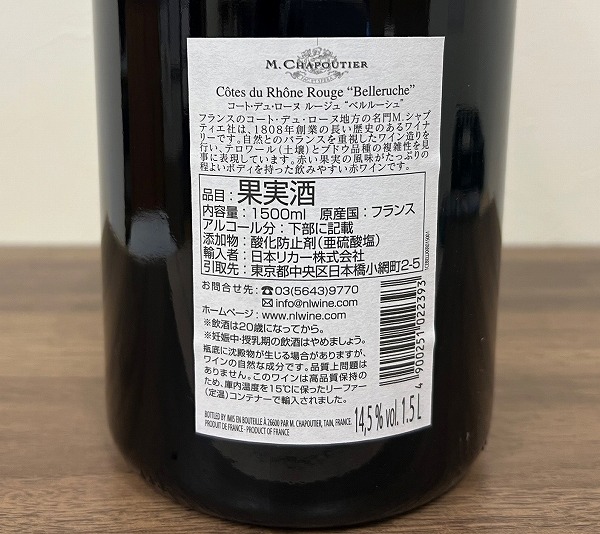 M. CHAPOUTIER
Côtes du Rhône Rouge "Belleruche"
コート・デュ・ローヌ ルージュ "ベルルーシュ"
フランスのコート・デュ・ローヌ地方の名門M.シャプ
ティエ社は、1808年創業の長い歴史のあるワイナ
リーです。自然とのバランスを重視したワイン造りを
行い、テロワール(土壌)とブドウ品種の複雑性を見
事に表現しています。赤い果実の風味がたっぷりの
程よいボディを持った飲みやすい赤ワインです。
品目：果実酒
内容量：1500ml 原産国：フランス
アルコール分：下部に記載
添加物：酸化防止剤(亜硫酸塩)
輸入者：日本リカー株式会社
引取先：東京都中央区日本橋小網町2-5
お問合せ先：☎03(5643)9770
✉info@nlwine.com
ホームページ：www.nlwine.com
※飲酒は20歳になってから。
※妊娠中・授乳期の飲酒はやめましょう。
瓶底に沈殿物が生じる場合がありますが、
ワインの自然な成分です。品質上問題は
ありません。このワインは高品質保持の
ため、庫内温度を15℃に保ったリーファー
(定温)コンテナーで輸入されました。
4 900251 022393
14,5 % vol. 1.5 L
BOTTLED BY /MIS EN BOUTEILLE À 26600 PAR M. CHAPOUTIER, TAIN, FRANCE.
PRODUIT DE FRANCE - PRODUCT OF FRANCE